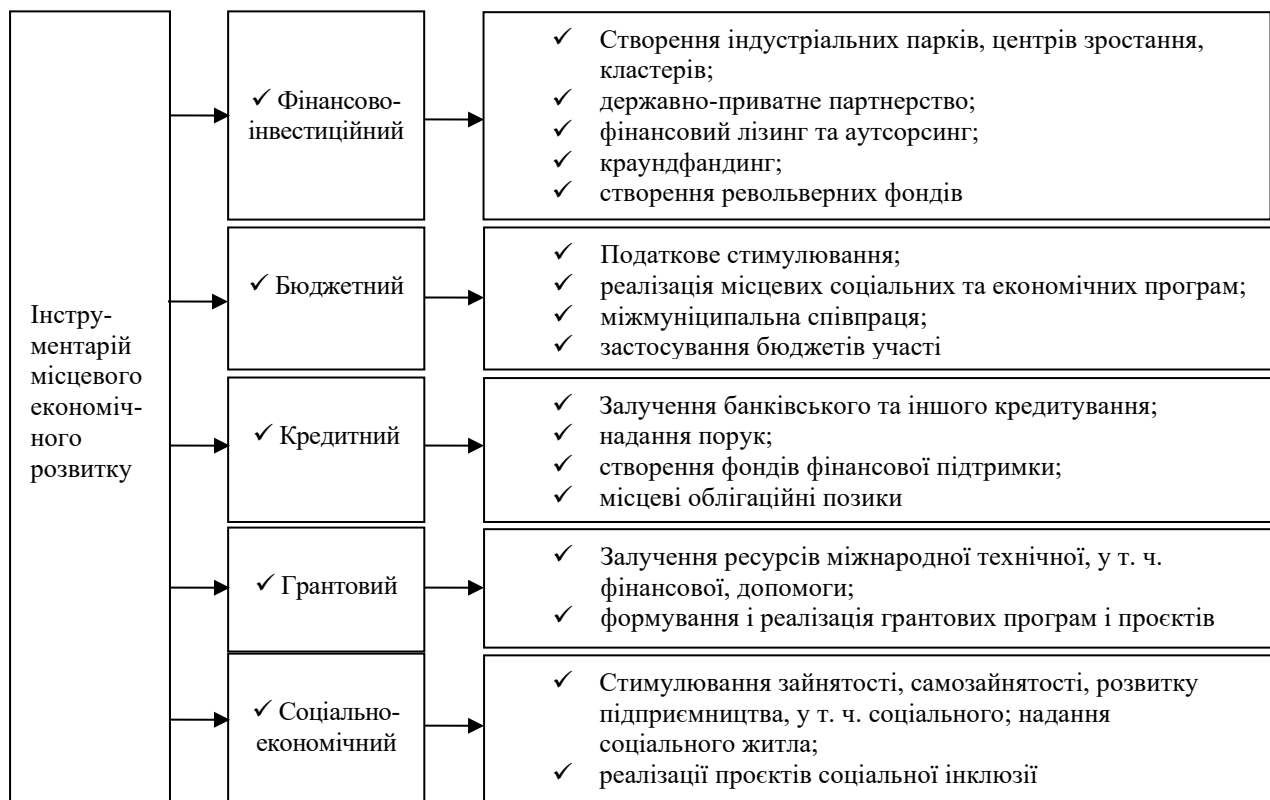 Інстру-
ментарій
місцевого
економіч-
ного
розвитку
✓ Фінансово-
інвестиційний
✓ Створення індустріальних парків, центрів зростання,
кластерів;
✓ державно-приватне партнерство;
✓ фінансовий лізинг та аутсорсинг;
✓ краундфандинг;
✓ створення револьверних фондів
✓ Бюджетний
✓ Податкове стимулювання;
✓ реалізація місцевих соціальних та економічних програм;
✓ міжмуніципальна співпраця;
✓ застосування бюджетів участі
✓ Кредитний
✓ Залучення банківського та іншого кредитування;
✓ надання порук;
✓ створення фондів фінансової підтримки;
✓ місцеві облігаційні позики
✓ Грантовий
✓ Залучення ресурсів міжнародної технічної, у т. ч.
фінансової, допомоги;
✓ формування і реалізація грантових програм і проєктів
✓ Соціально-
економічний
✓ Стимулювання зайнятості, самозайнятості, розвитку
підприємництва, у т. ч. соціального; надання
соціального житла;
✓ реалізації проєктів соціальної інклюзії